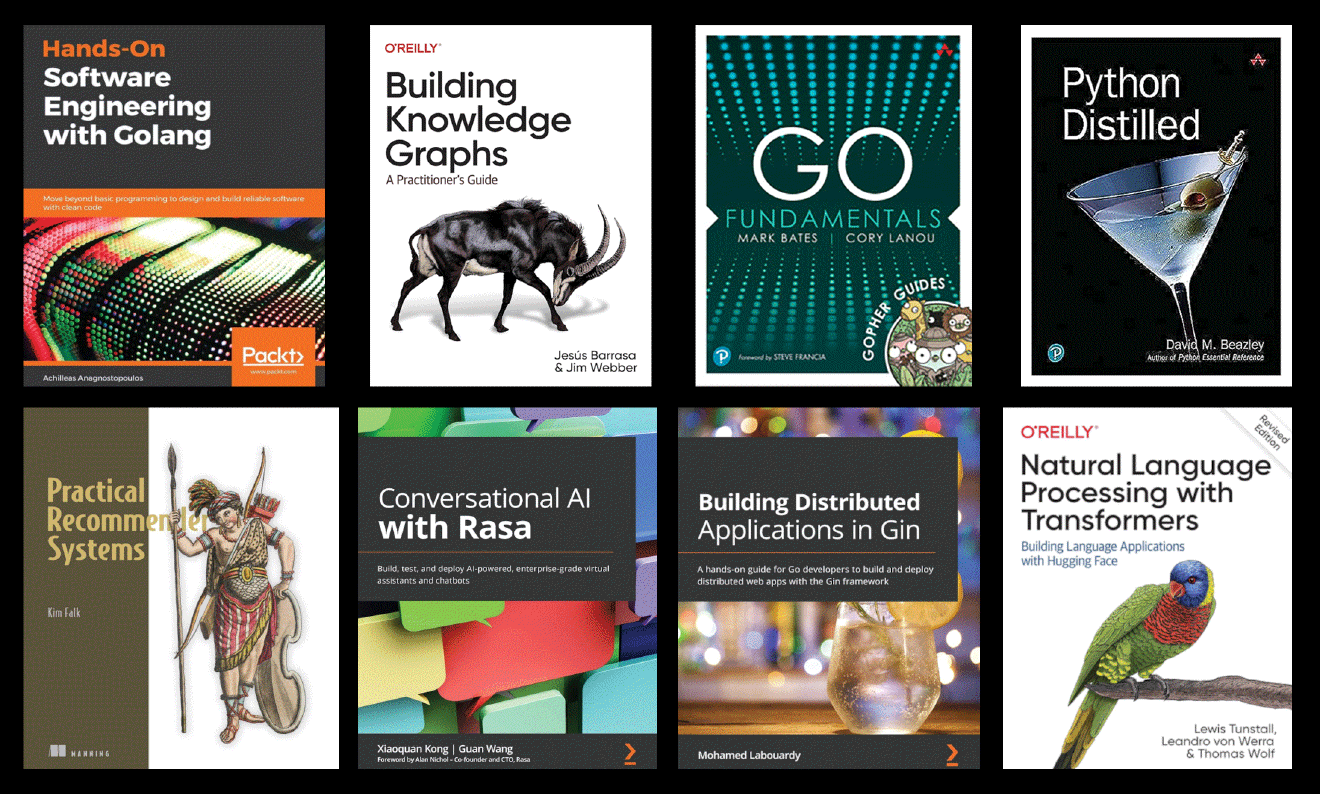 Hands-On
Software
Engineering
with Golang
Move beyond basic programming to design and build reliable software
with clean code
Packt>
www.packt.com
Achilleas Anagnostopoulos
O'REILLY®
Building
Knowledge
Graphs
A Practitioner's Guide
Jesús Barrasa
& Jim Webber
GO
FUNDAMENTALS
MARK BATES | CORY LANOU
GOPHER GUIDES
P
foreword by STEVE FRANCIA
Python
Distilled
David M. Beazley
P
Author of Python Essential Reference
Practical
Recommender
Systems
Kim Falk
MANNING
Conversational AI
with Rasa
Build, test, and deploy AI-powered, enterprise-grade virtual
assistants and chatbots
Xiaoquan Kong | Guan Wang
Foreword by Alan Nichol – Co-founder and CTO, Rasa
Building Distributed
Applications in Gin
A hands-on guide for Go developers to build and deploy
distributed web apps with the Gin framework
Mohamed Labouardy
Revised
Edition
O'REILLY®
Natural Language
Processing with
Transformers
Building Language Applications
with Hugging Face
Lewis Tunstall,
Leandro von Werra
& Thomas Wolf